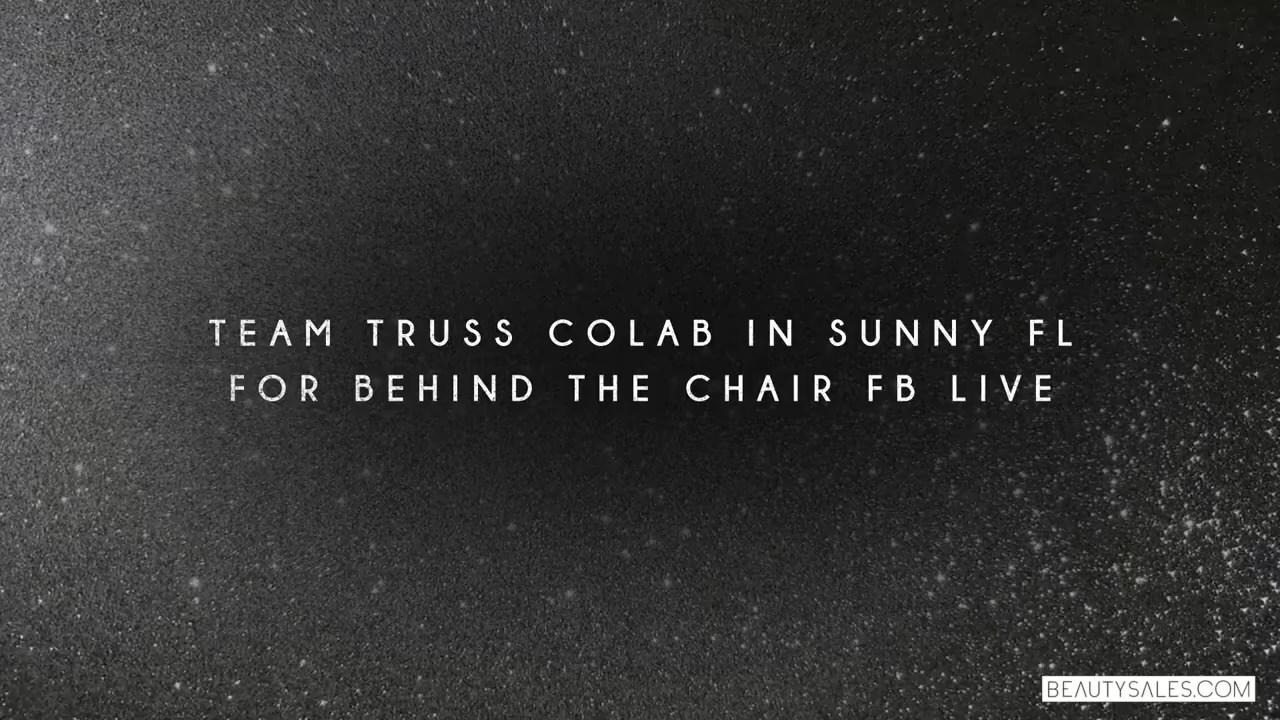 TEAM TRUSS COLAB IN SUNNY FL
FOR BEHIND THE CHAIR FB LIVE
BEAUTYSALES.COM